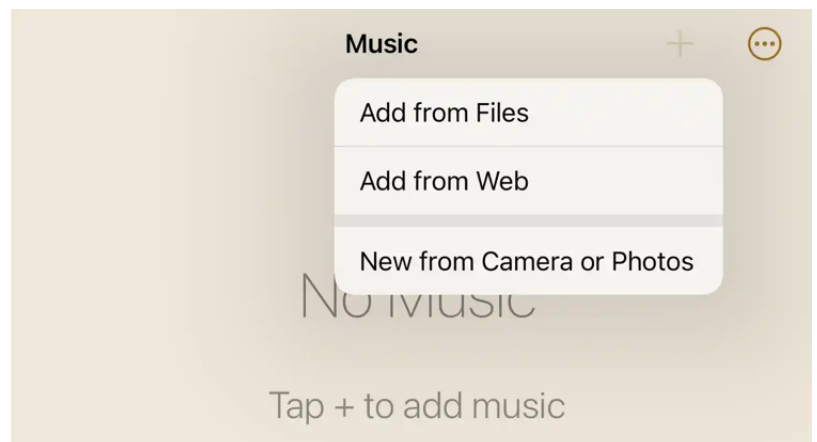 Music
Add from Files
Add from Web
New from Camera or Photos
No Music
Tap + to add music